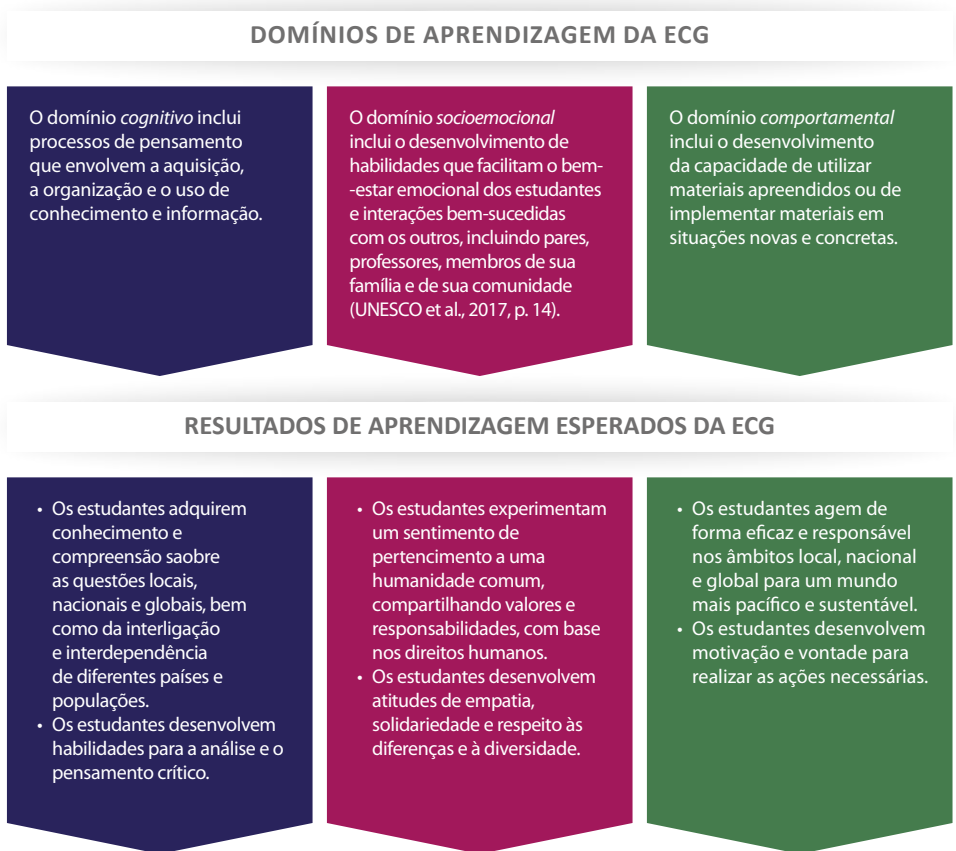 DOMÍNIOS DE APRENDIZAGEM DA ECG
O domínio cognitivo inclui
processos de pensamento
que envolvem a aquisição,
a organização e o uso de
conhecimento e informação.
O domínio socioemocional
inclui o desenvolvimento de
habilidades que facilitam o bem-
-estar emocional dos estudantes
e interações bem-sucedidas
com os outros, incluindo pares,
professores, membros de sua
família e de sua comunidade
(UNESCO et al., 2017, p. 14).
O domínio comportamental
inclui o desenvolvimento
da capacidade de utilizar
materiais apreendidos ou de
implementar materiais em
situações novas e concretas.
RESULTADOS DE APRENDIZAGEM ESPERADOS DA ECG
• Os estudantes adquirem
conhecimento e
compreensão saobre
as questões locais,
nacionais e globais, bem
como da interligação
e interdependência
de diferentes países e
populações.
• Os estudantes desenvolvem
habilidades para a análise e o
pensamento crítico.
• Os estudantes experimentam
um sentimento de
pertencimento a uma
humanidade comum,
compartilhando valores e
responsabilidades, com base
nos direitos humanos.
• Os estudantes desenvolvem
atitudes de empatia,
solidariedade e respeito às
diferenças e à diversidade.
• Os estudantes agem de
forma eficaz e responsável
nos âmbitos local, nacional
e global para um mundo
mais pacífico e sustentável.
• Os estudantes desenvolvem
motivação e vontade para
realizar as ações necessárias.